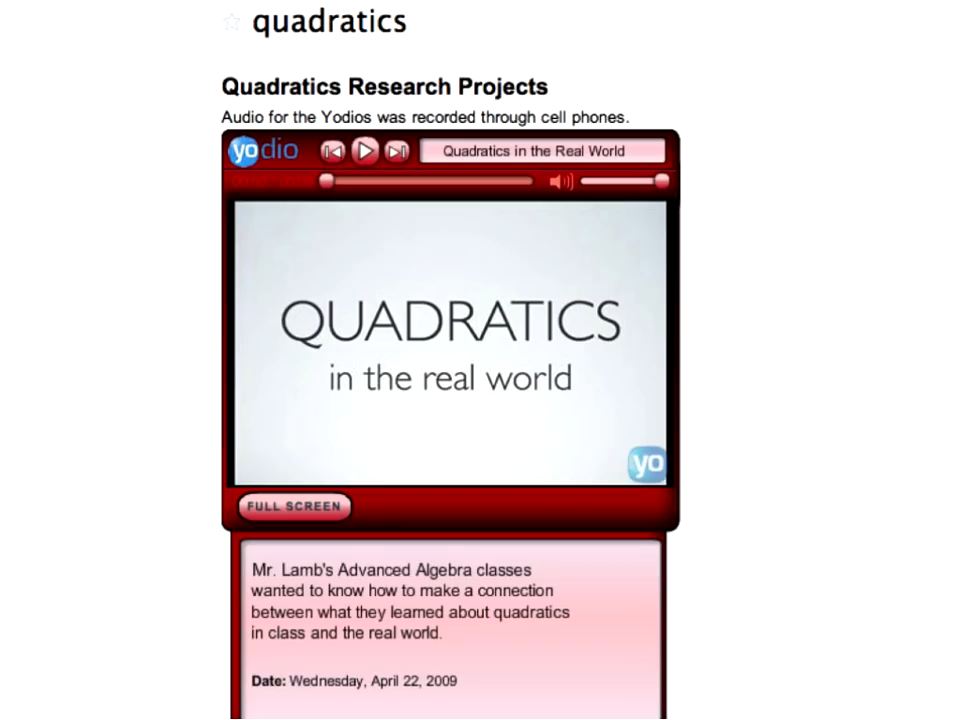 quadratics
Quadratics Research Projects
Audio for the Yodios was recorded through cell phones.
yodio
Quadratics in the Real World
QUADRATICS
in the real world
yo
FULL SCREEN
Mr. Lamb's Advanced Algebra classes
wanted to know how to make a connection
between what they learned about quadratics
in class and the real world.
Date: Wednesday, April 22, 2009